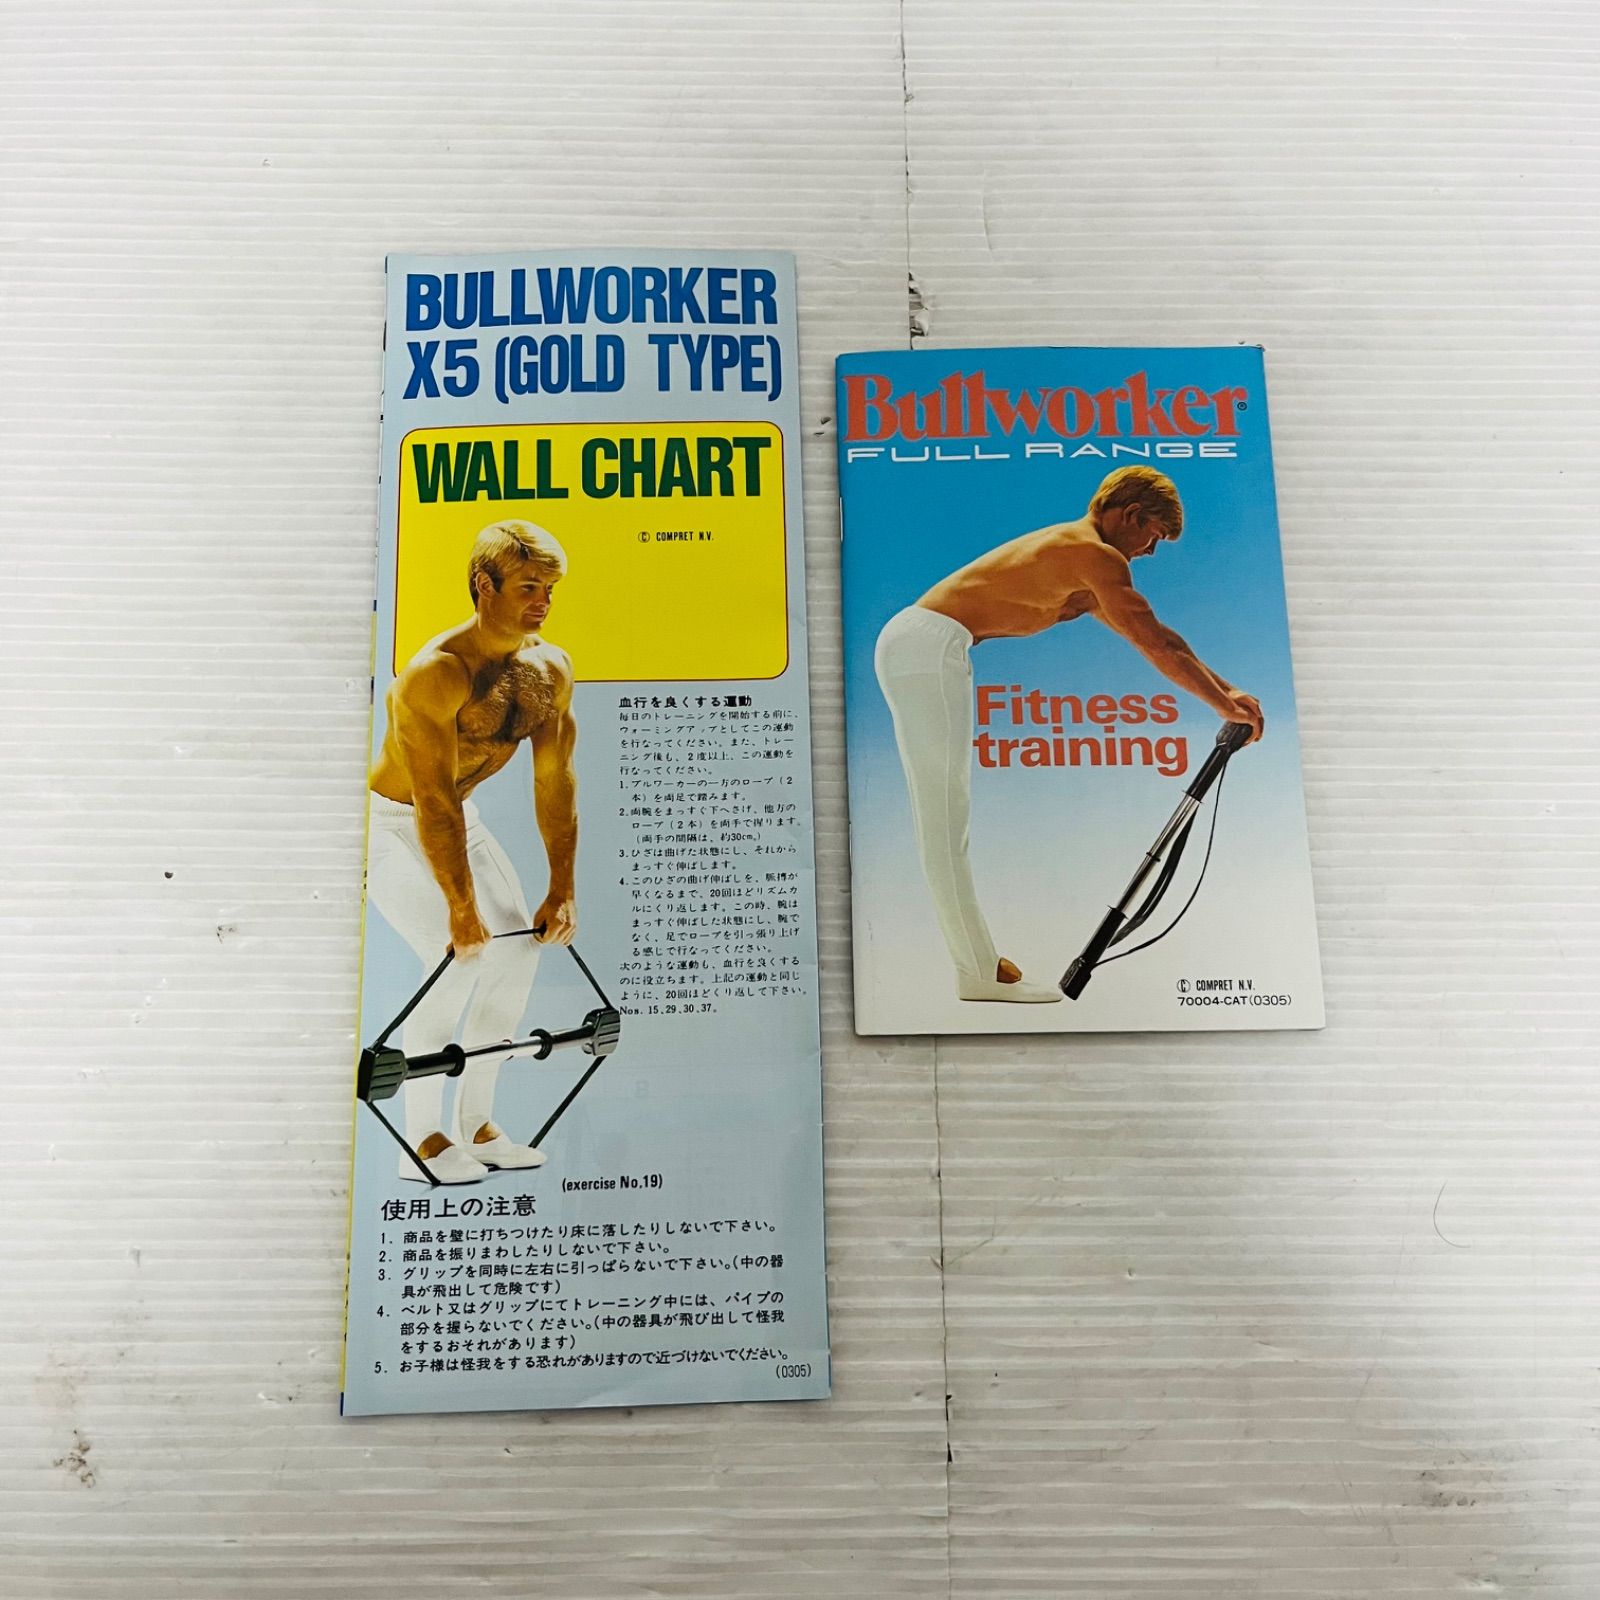 BULLWORKER
X5 (GOLD TYPE)
WALL CHART
Ⓒ COMPRET N.V.
血行を良くする運動
毎日のトレーニングを開始する前に、
ウォーミングアップとしてこの運動
を行なってください。また、トレー
ニング後も、2度以上、この運動を
行なってください。
1.ブルワーカーの一方のロープ（2
本）を両足で踏みます。
2.両腕をまっすぐ下へさげ、他方の
ロープ（2本）を両手で握ります。
（両手の間隔は、約30cm。）
3.ひざは曲げた状態にし、それから
まっすぐ伸ばします。
4.このひざの曲げ伸ばしを、脈搏が
早くなるまで、20回ほどリズムカ
ルにくり返します。この時、腕は
まっすぐ伸ばした状態にし、腕で
なく、足でロープを引っ張り上げ
る感じで行なってください。
次のような運動も、血行を良くする
のに役立ちます。上記の運動と同じ
ように、20回ほどくり返して下さい。
Nos. 15、29、30、37。
(exercise No.19)
使用上の注意
1. 商品を壁に打ちつけたり床に落したりしないで下さい。
2. 商品を振りまわしたりしないで下さい。
3. グリップを同時に左右に引っぱらないで下さい。(中の器
具が飛出して危険です)
4. ベルト又はグリップにてトレーニング中には、パイプの
部分を握らないでください。(中の器具が飛び出して怪我
をするおそれがあります)
5. お子様は怪我をする恐れがありますので近づけないでください。
(0305)
Bullworker®
FULL RANGE
Fitness
training
Ⓒ COMPRET N.V.
70004-CAT(0305)